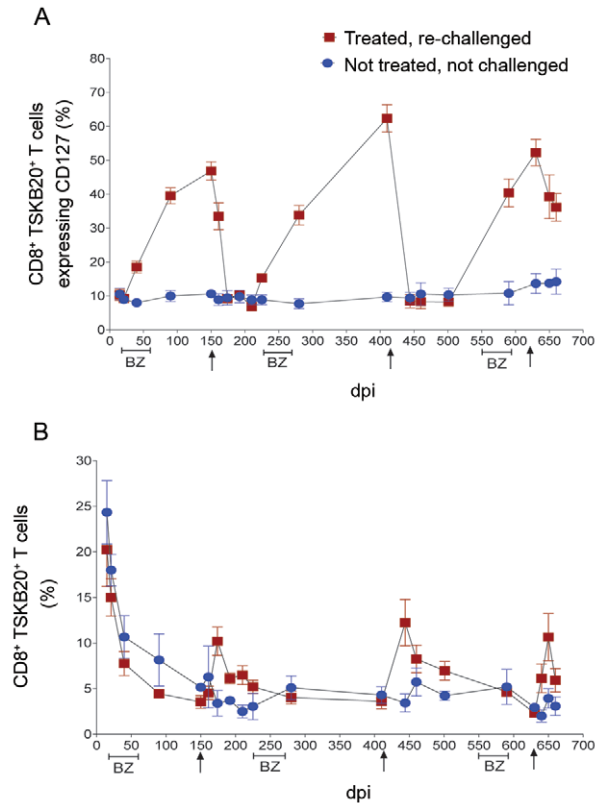 A
Treated, re-challenged
Not treated, not challenged
CD8⁺ TSKB20⁺ T cells
expressing CD127 (%)
80
70
60
50
40
30
20
10
0
0 50 100 150 200 250 300 350 400 450 500 550 600 650 700
BZ BZ BZ
dpi
B
CD8⁺ TSKB20⁺ T cells
(%)
30
25
20
15
10
5
0
0 50 100 150 200 250 300 350 400 450 500 550 600 650 700
BZ BZ BZ
dpi